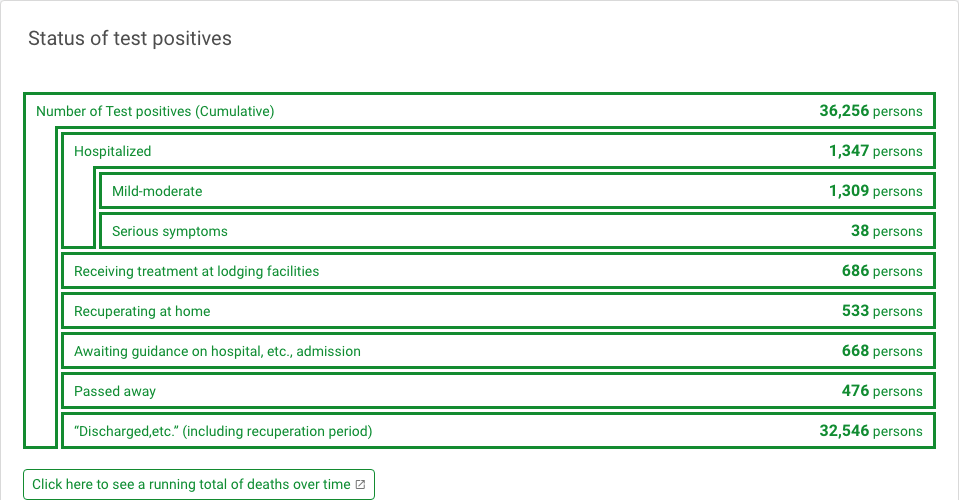 Status of test positives
Number of Test positives (Cumulative) 36,256 persons
Hospitalized 1,347 persons
Mild-moderate 1,309 persons
Serious symptoms 38 persons
Receiving treatment at lodging facilities 686 persons
Recuperating at home 533 persons
Awaiting guidance on hospital, etc., admission 668 persons
Passed away 476 persons
“Discharged,etc.” (including recuperation period) 32,546 persons
Click here to see a running total of deaths over time